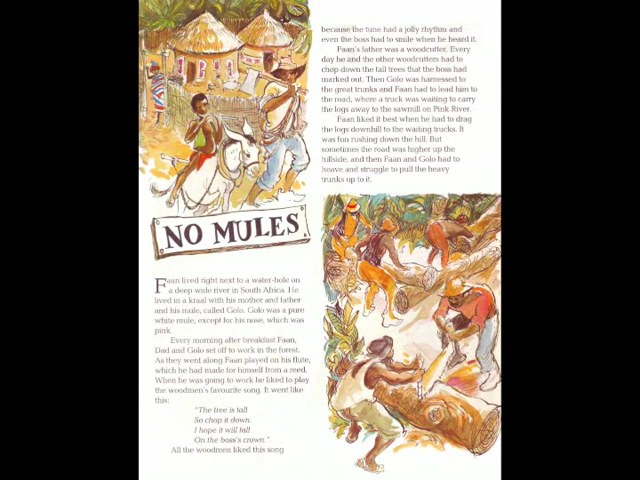 NO MULES
Faan lived right next to a water-hole on
a deep wide river in South Africa. He
lived in a kraal with his mother and father
and his mule, called Golo. Golo was a pure
white mule, except for his nose, which was
pink.
Every morning after breakfast Faan,
Dad and Golo set off to work in the forest.
As they went along Faan played on his flute,
which he had made for himself from a reed.
When he was going to work he liked to play
the woodmen's favourite song. It went like
this:
"The tree is tall
So chop it down.
I hope it will fall
On the boss's crown."
All the woodmen liked this song
because the tune had a jolly rhythm and
even the boss had to smile when he heard it.
Faan's father was a woodcutter. Every
day he and the other woodcutters had to
chop down the tall trees that the boss had
marked out. Then Golo was harnessed to
the great trunks and Faan had to lead him to
the road, where a truck was waiting to carry
the logs away to the sawmill on Pink River.
Faan liked it best when he had to drag
the logs downhill to the waiting trucks. It
was fun rushing down the hill. But
sometimes the road was higher up the
hillside, and then Faan and Golo had to
heave and struggle to pull the heavy
trunks up to it.